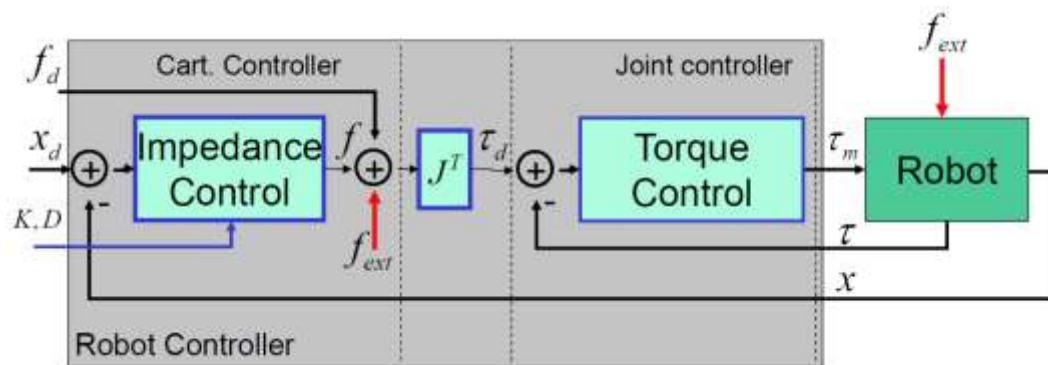 f_d
Cart. Controller
Joint controller
f_ext
x_d
+
-
Impedance
Control
f
+
J^T
τ_d
+
-
Torque
Control
τ_m
Robot
K,D
f_ext
τ
x
Robot Controller